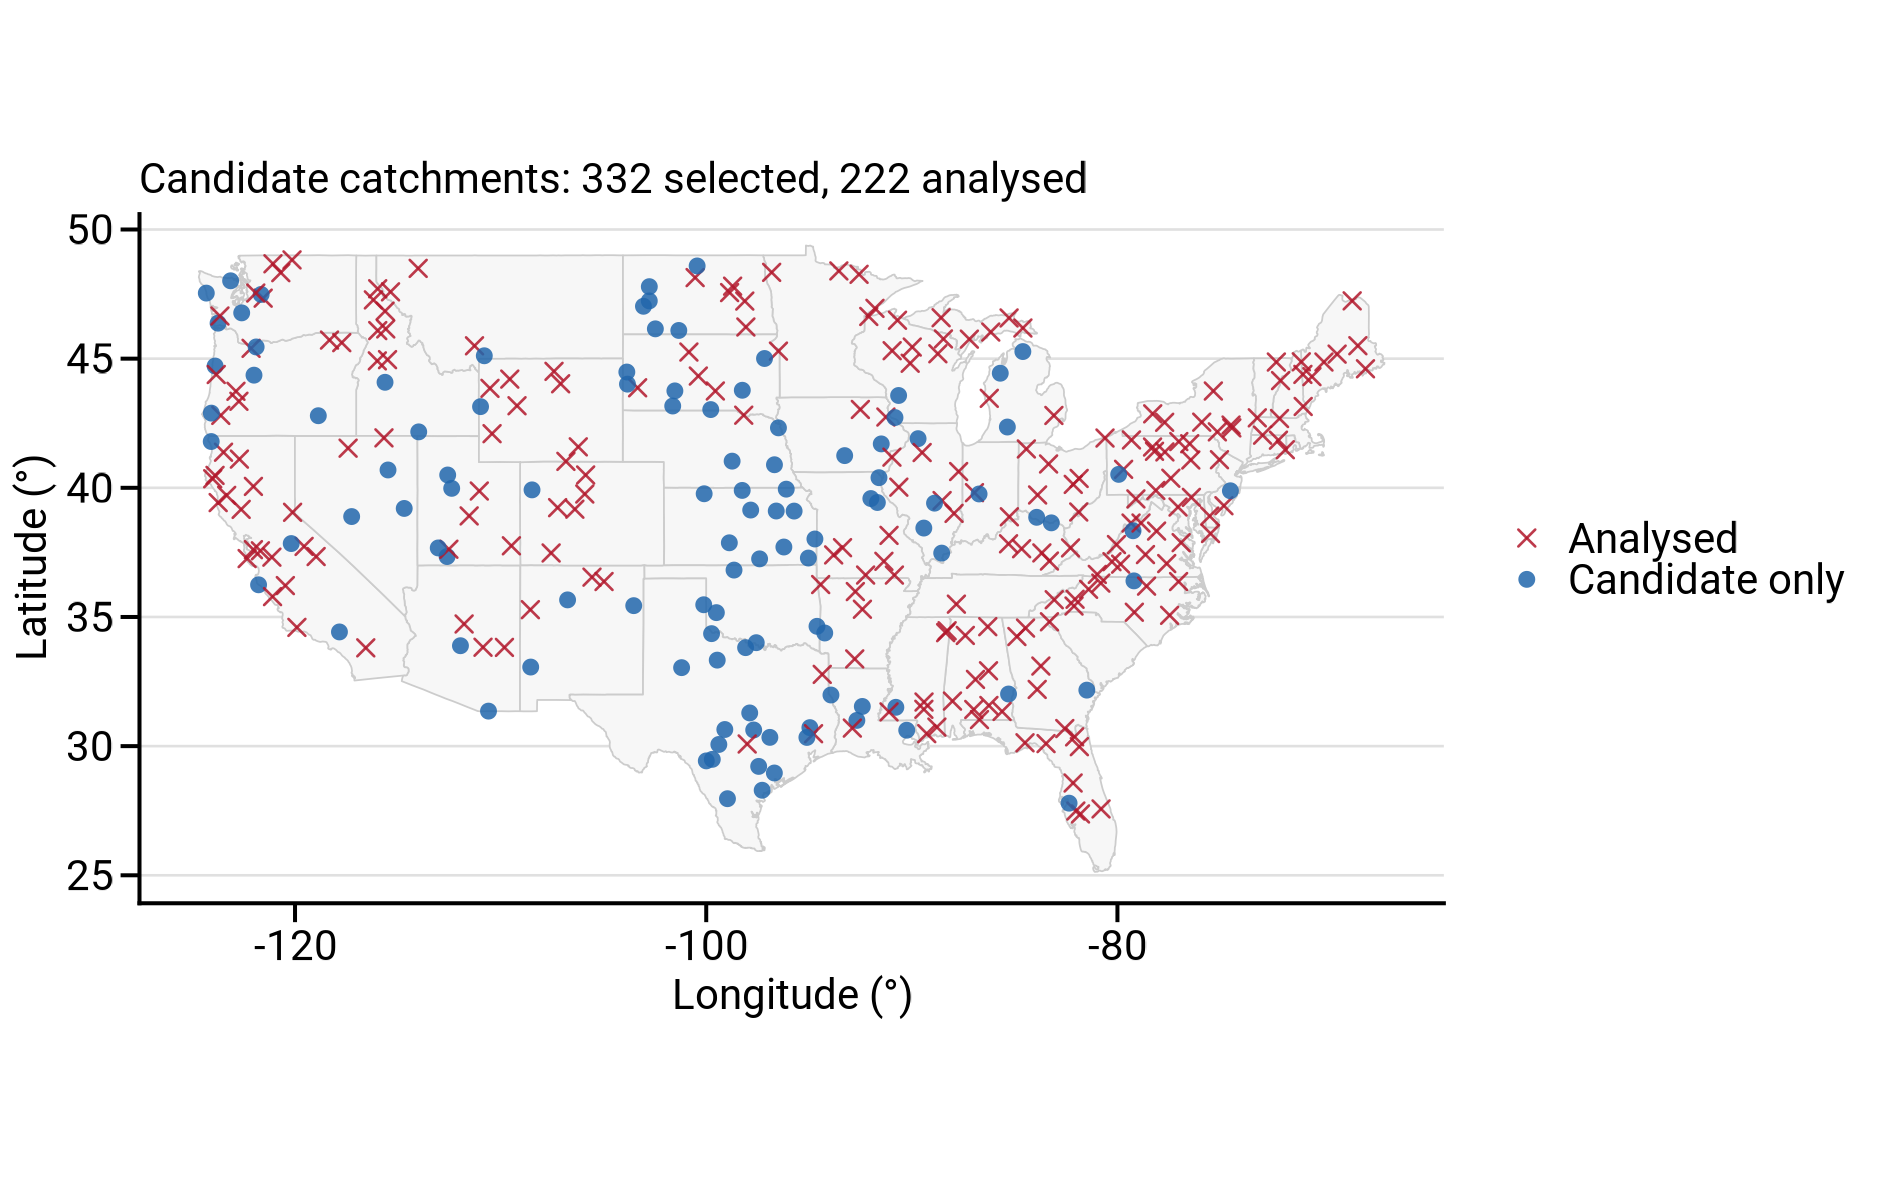 Candidate catchments: 332 selected, 222 analysed
50
45
40
35
30
25
Latitude (°)
-120
-100
-80
Longitude (°)
Analysed
Candidate only